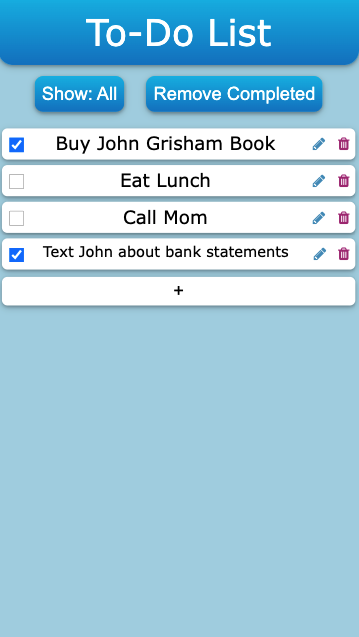 To-Do List
Show: All Remove Completed
Buy John Grisham Book
Eat Lunch
Call Mom
Text John about bank statements
+